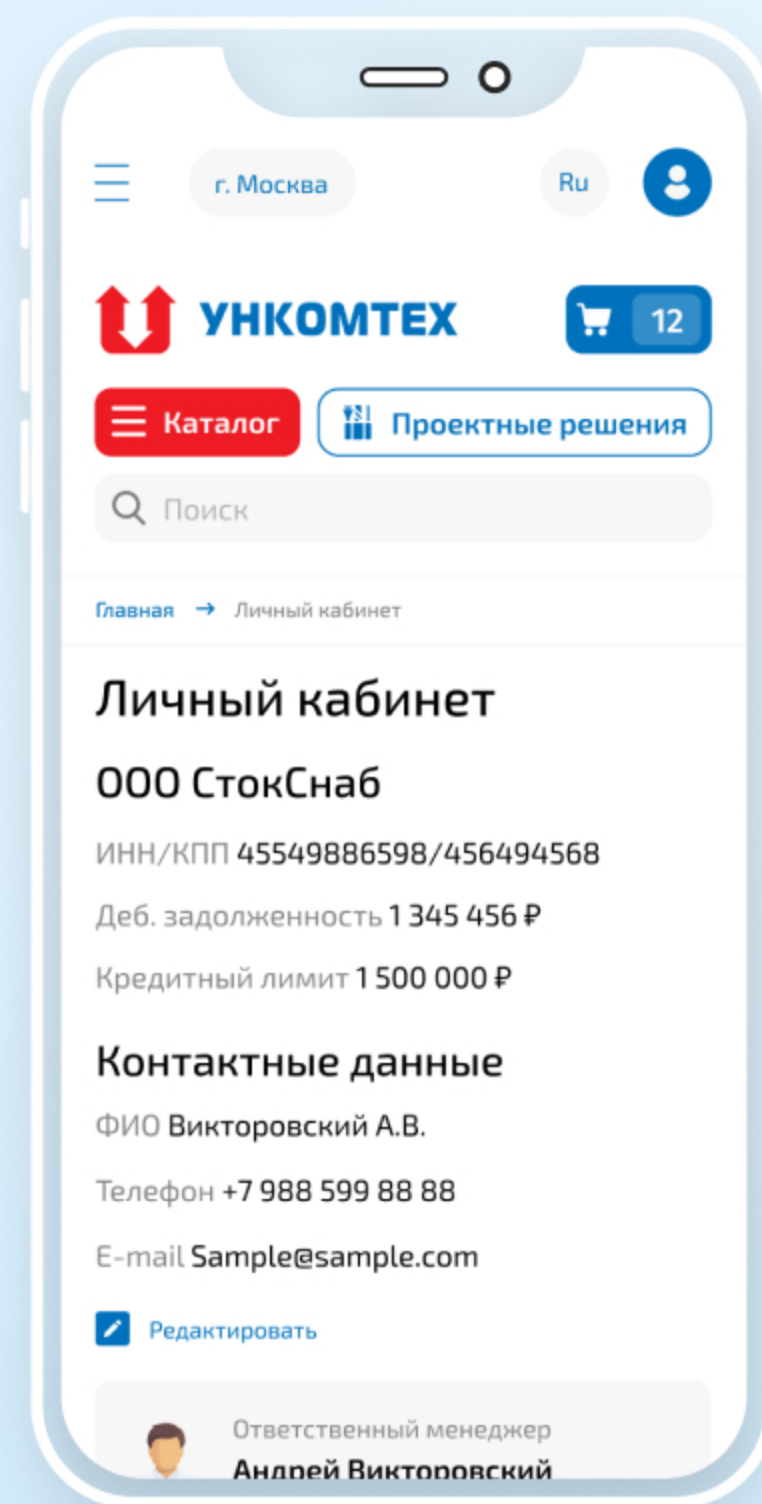 г. Москва Ru
УНКОМТЕХ 12
Каталог Проектные решения
Поиск
Главная → Личный кабинет
Личный кабинет
ООО СтокСнаб
ИНН/КПП 45549886598/456494568
Деб. задолженность 1 345 456 ₽
Кредитный лимит 1 500 000 ₽
Контактные данные
ФИО Викторовский А.В.
Телефон +7 988 599 88 88
E-mail Sample@sample.com
Редактировать
Ответственный менеджер
Андрей Викторовский